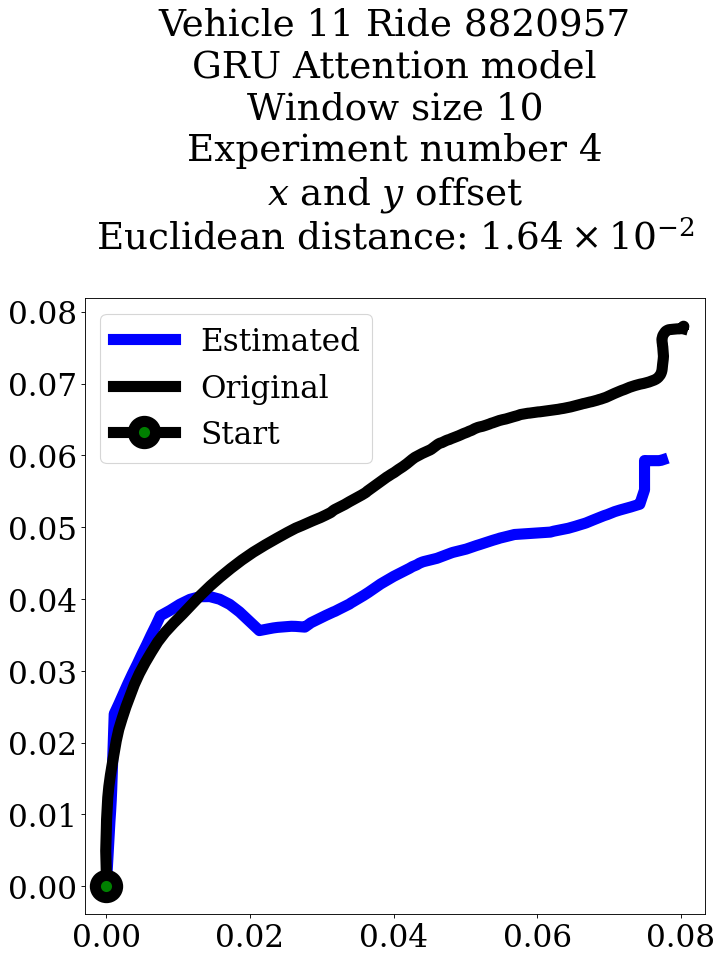 Vehicle 11 Ride 8820957
GRU Attention model
Window size 10
Experiment number 4
x and y offset
Euclidean distance: 1.64 × 10⁻²
0.08
0.07
0.06
0.05
0.04
0.03
0.02
0.01
0.00
Estimated
Original
Start
0.00 0.02 0.04 0.06 0.08